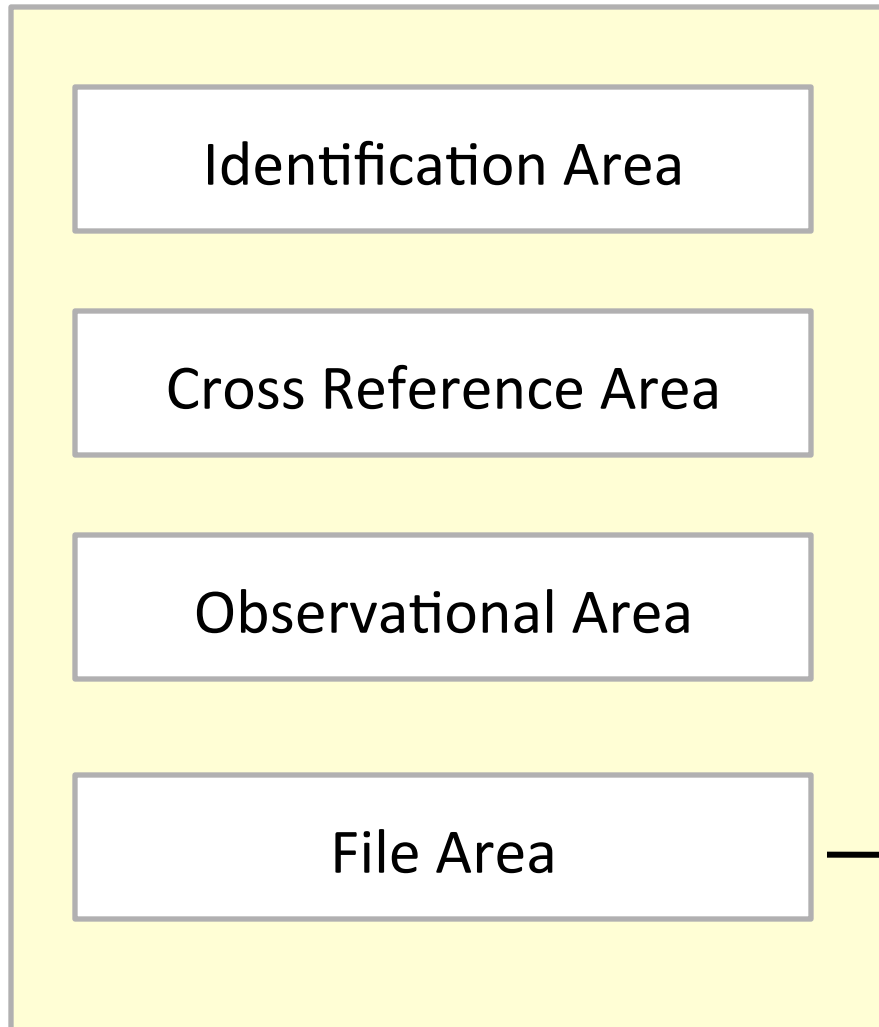 Identification Area
Cross Reference Area
Observational Area
File Area